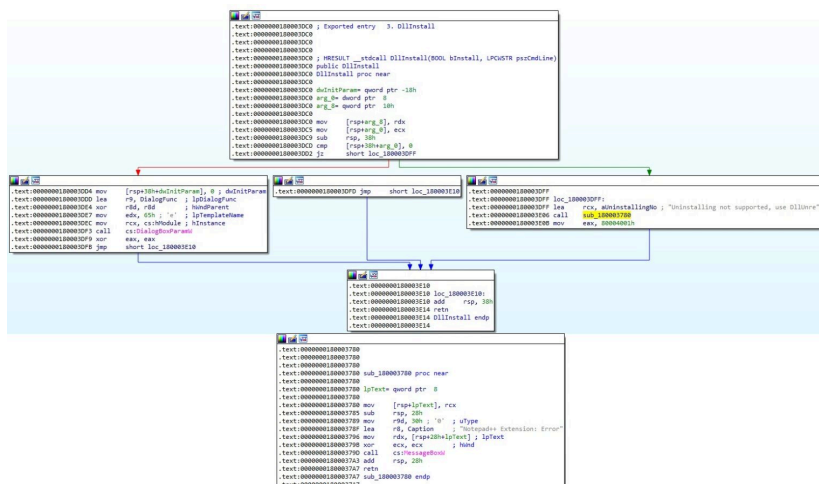 .text:0000000180003DC0 ; Exported entry 3. DllInstall
.text:0000000180003DC0
.text:0000000180003DC0
.text:0000000180003DC0
.text:0000000180003DC0 ; HRESULT __stdcall DllInstall(BOOL bInstall, LPCWSTR pszCmdLine)
.text:0000000180003DC0 public DllInstall
.text:0000000180003DC0 DllInstall proc near
.text:0000000180003DC0
.text:0000000180003DC0 dwInitParam= qword ptr -18h
.text:0000000180003DC0 arg_0= dword ptr 8
.text:0000000180003DC0 arg_8= qword ptr 10h
.text:0000000180003DC0
.text:0000000180003DC0 mov [rsp+arg_8], rdx
.text:0000000180003DC5 mov [rsp+arg_0], ecx
.text:0000000180003DC9 sub rsp, 38h
.text:0000000180003DCD cmp [rsp+38h+arg_0], 0
.text:0000000180003DD2 jz short loc_180003DFF
.text:0000000180003DD4 mov [rsp+38h+dwInitParam], 0 ; dwInitParam
.text:0000000180003DDD lea r9, DialogFunc ; lpDialogFunc
.text:0000000180003DE4 xor r8d, r8d ; hWndParent
.text:0000000180003DE7 mov edx, 65h ; 'e' ; lpTemplateName
.text:0000000180003DEC mov rcx, cs:hModule ; hInstance
.text:0000000180003DF3 call cs:DialogBoxParamW
.text:0000000180003DF9 xor eax, eax
.text:0000000180003DFB jmp short loc_180003E10
.text:0000000180003DFD jmp short loc_180003E10
.text:0000000180003DFF
.text:0000000180003DFF loc_180003DFF:
.text:0000000180003DFF lea rcx, aUninstallingNo ; "Uninstalling not supported, use DllUnre"
.text:0000000180003E06 call sub_180003780
.text:0000000180003E0B mov eax, 80004001h
.text:0000000180003E10
.text:0000000180003E10 loc_180003E10:
.text:0000000180003E10 add rsp, 38h
.text:0000000180003E14 retn
.text:0000000180003E14 DllInstall endp
.text:0000000180003E14
.text:0000000180003780
.text:0000000180003780
.text:0000000180003780
.text:0000000180003780 sub_180003780 proc near
.text:0000000180003780
.text:0000000180003780 lpText= qword ptr 8
.text:0000000180003780
.text:0000000180003780 mov [rsp+lpText], rcx
.text:0000000180003785 sub rsp, 28h
.text:0000000180003789 mov r9d, 30h ; '0' ; uType
.text:000000018000378F lea r8, Caption ; "Notepad++ Extension: Error"
.text:0000000180003796 mov rdx, [rsp+28h+lpText] ; lpText
.text:000000018000379B xor ecx, ecx ; hWnd
.text:000000018000379D call cs:MessageBoxW
.text:00000001800037A3 add rsp, 28h
.text:00000001800037A7 retn
.text:00000001800037A7 sub_180003780 endp
.text:00000001800037A7